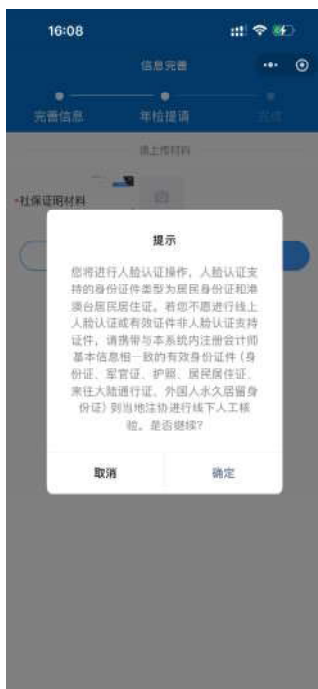 16:08
信息完善
完善信息 年检提请 完成
请上传材料
*社保证明材料
提示
您将进行人脸认证操作，人脸认证支
持的身份证件类型为居民身份证和港
澳台居民居住证。若您不愿进行线上
人脸认证或有效证件非人脸认证支持
证件，请携带与本系统内注册会计师
基本信息相一致的有效身份证件（身
份证、军官证、护照、居民居住证、
来往大陆通行证、外国人永久居留身
份证）到当地注协进行线下人工核
验。是否继续？
取消 确定